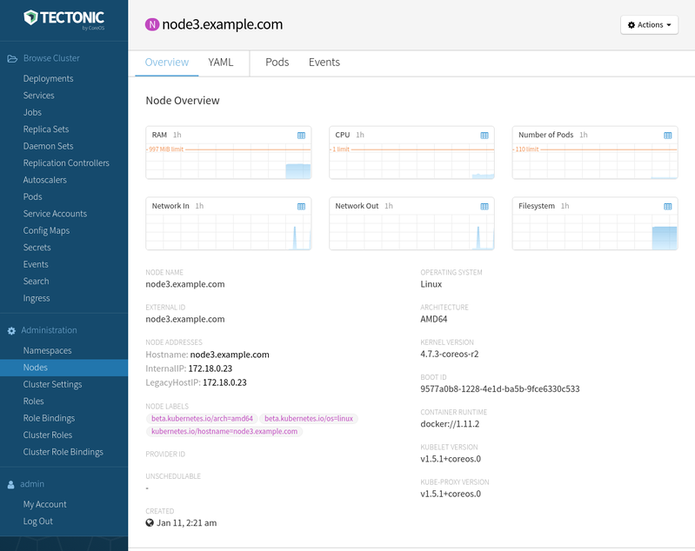 TECTONIC
by CoreOS
Browse Cluster
Deployments
Services
Jobs
Replica Sets
Daemon Sets
Replication Controllers
Autoscalers
Pods
Service Accounts
Config Maps
Secrets
Events
Search
Ingress
Administration
Namespaces
Nodes
Cluster Settings
Roles
Role Bindings
Cluster Roles
Cluster Role Bindings
admin
My Account
Log Out
N node3.example.com
Actions
Overview YAML Pods Events
Node Overview
RAM 1h
997 MiB limit
CPU 1h
1 limit
Number of Pods 1h
110 limit
Network In 1h
Network Out 1h
Filesystem 1h
NODE NAME
node3.example.com
EXTERNAL ID
node3.example.com
NODE ADDRESSES
Hostname: node3.example.com
InternalIP: 172.18.0.23
LegacyHostIP: 172.18.0.23
NODE LABELS
beta.kubernetes.io/arch=amd64 beta.kubernetes.io/os=linux
kubernetes.io/hostname=node3.example.com
PROVIDER ID
UNSCHEDULABLE
-
CREATED
Jan 11, 2:21 am
OPERATING SYSTEM
Linux
ARCHITECTURE
AMD64
KERNEL VERSION
4.7.3-coreos-r2
BOOT ID
9577a0b8-1228-4e1d-ba5b-9fce6330c533
CONTAINER RUNTIME
docker://1.11.2
KUBELET VERSION
v1.5.1+coreos.0
KUBE-PROXY VERSION
v1.5.1+coreos.0